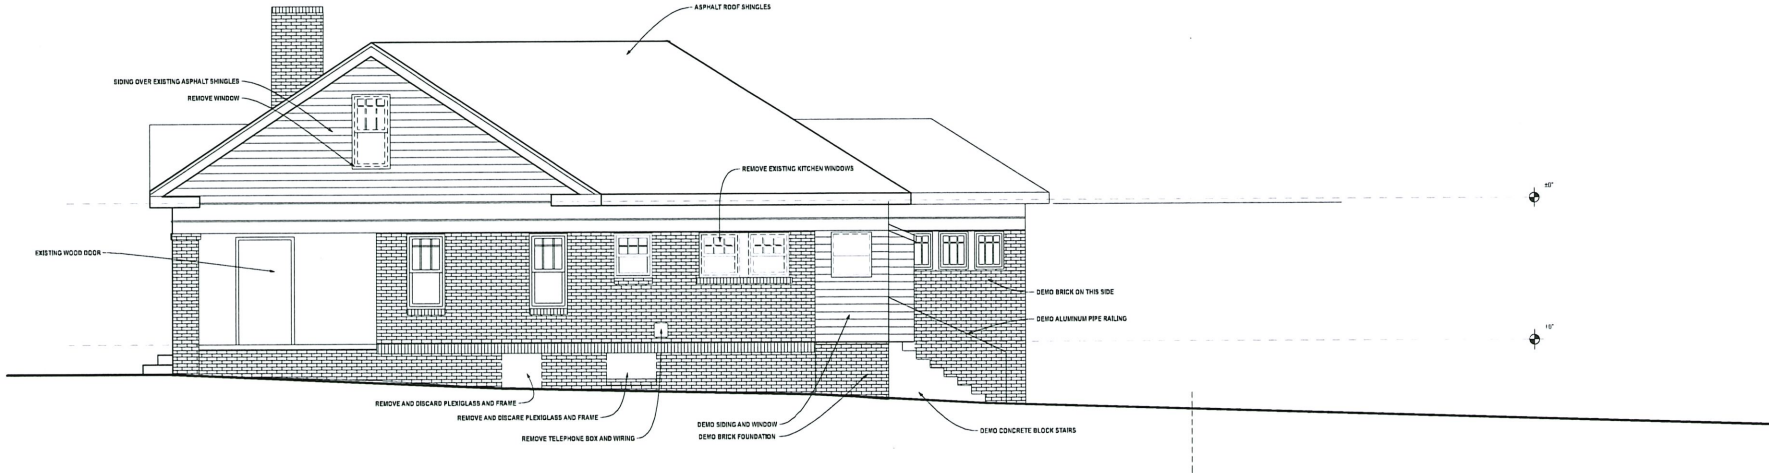 ASPHALT ROOF SHINGLES
SIDING OVER EXISTING ASPHALT SHINGLES
REMOVE WINDOW
REMOVE EXISTING KITCHEN WINDOWS
±0"
EXISTING WOOD DOOR
DEMO BRICK ON THIS SIDE
DEMO ALUMINUM PIPE RAILING
REMOVE AND DISCARD PLEXIGLASS AND FRAME
REMOVE AND DISCARE PLEXIGLASS AND FRAME
REMOVE TELEPHONE BOX AND WIRING
DEMO SIDING AND WINDOW
DEMO BRICK FOUNDATION
DEMO CONCRETE BLOCK STAIRS